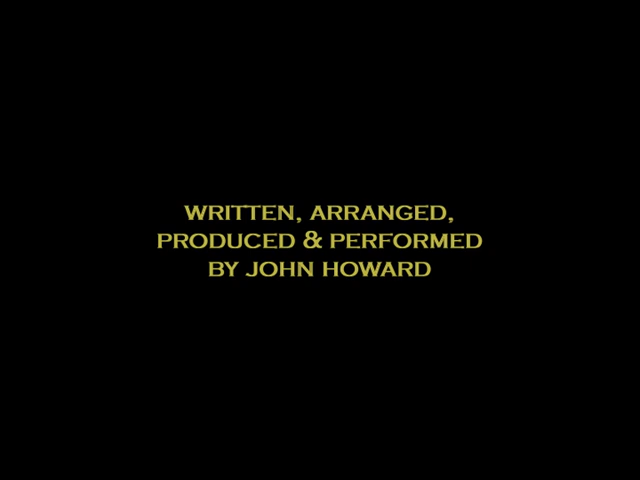 WRITTEN, ARRANGED,
PRODUCED & PERFORMED
BY JOHN HOWARD